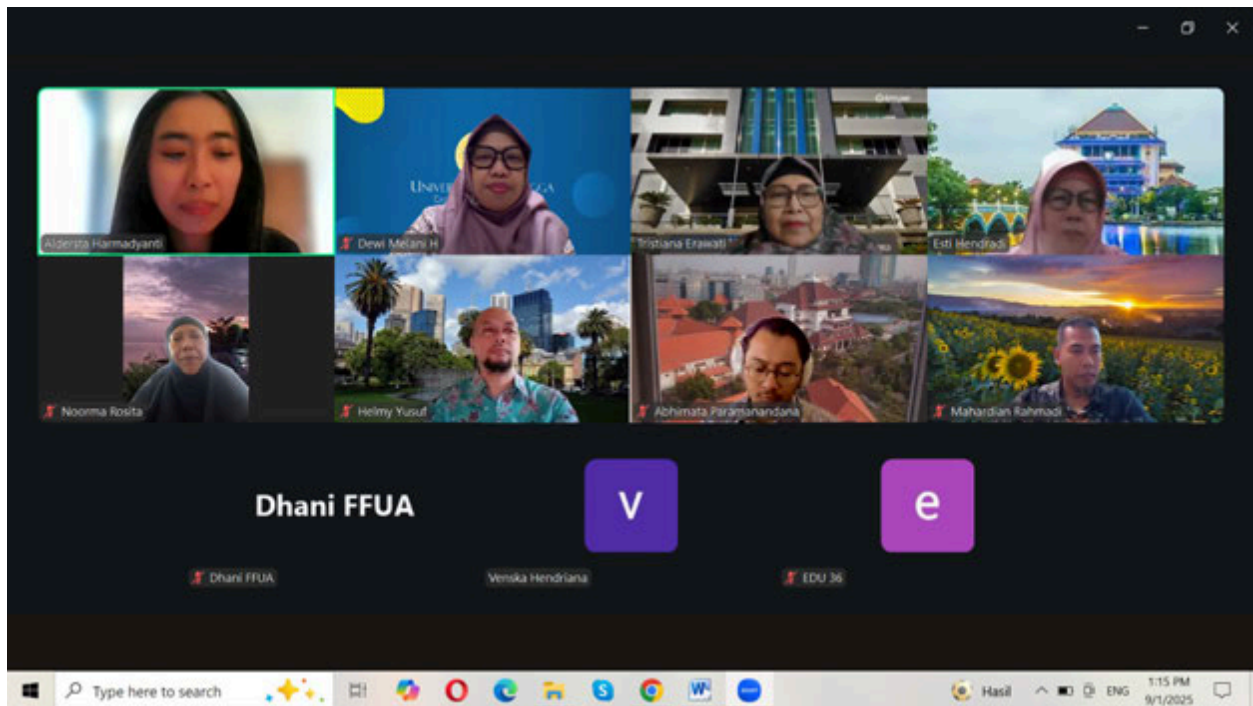 Aldersta Harmadyanti
Dewi Melani H
Tristiana Erawati
Esti Hendradi
Noorma Rosita
Helmy Yusuf
Abhimata Paramanandana
Mahardian Rahmadi
Dhani FFUA
V
e
Dhani FFUA
Venska Hendriana
EDU 36
Type here to search
Hasil
ENG
1:15 PM
9/1/2025